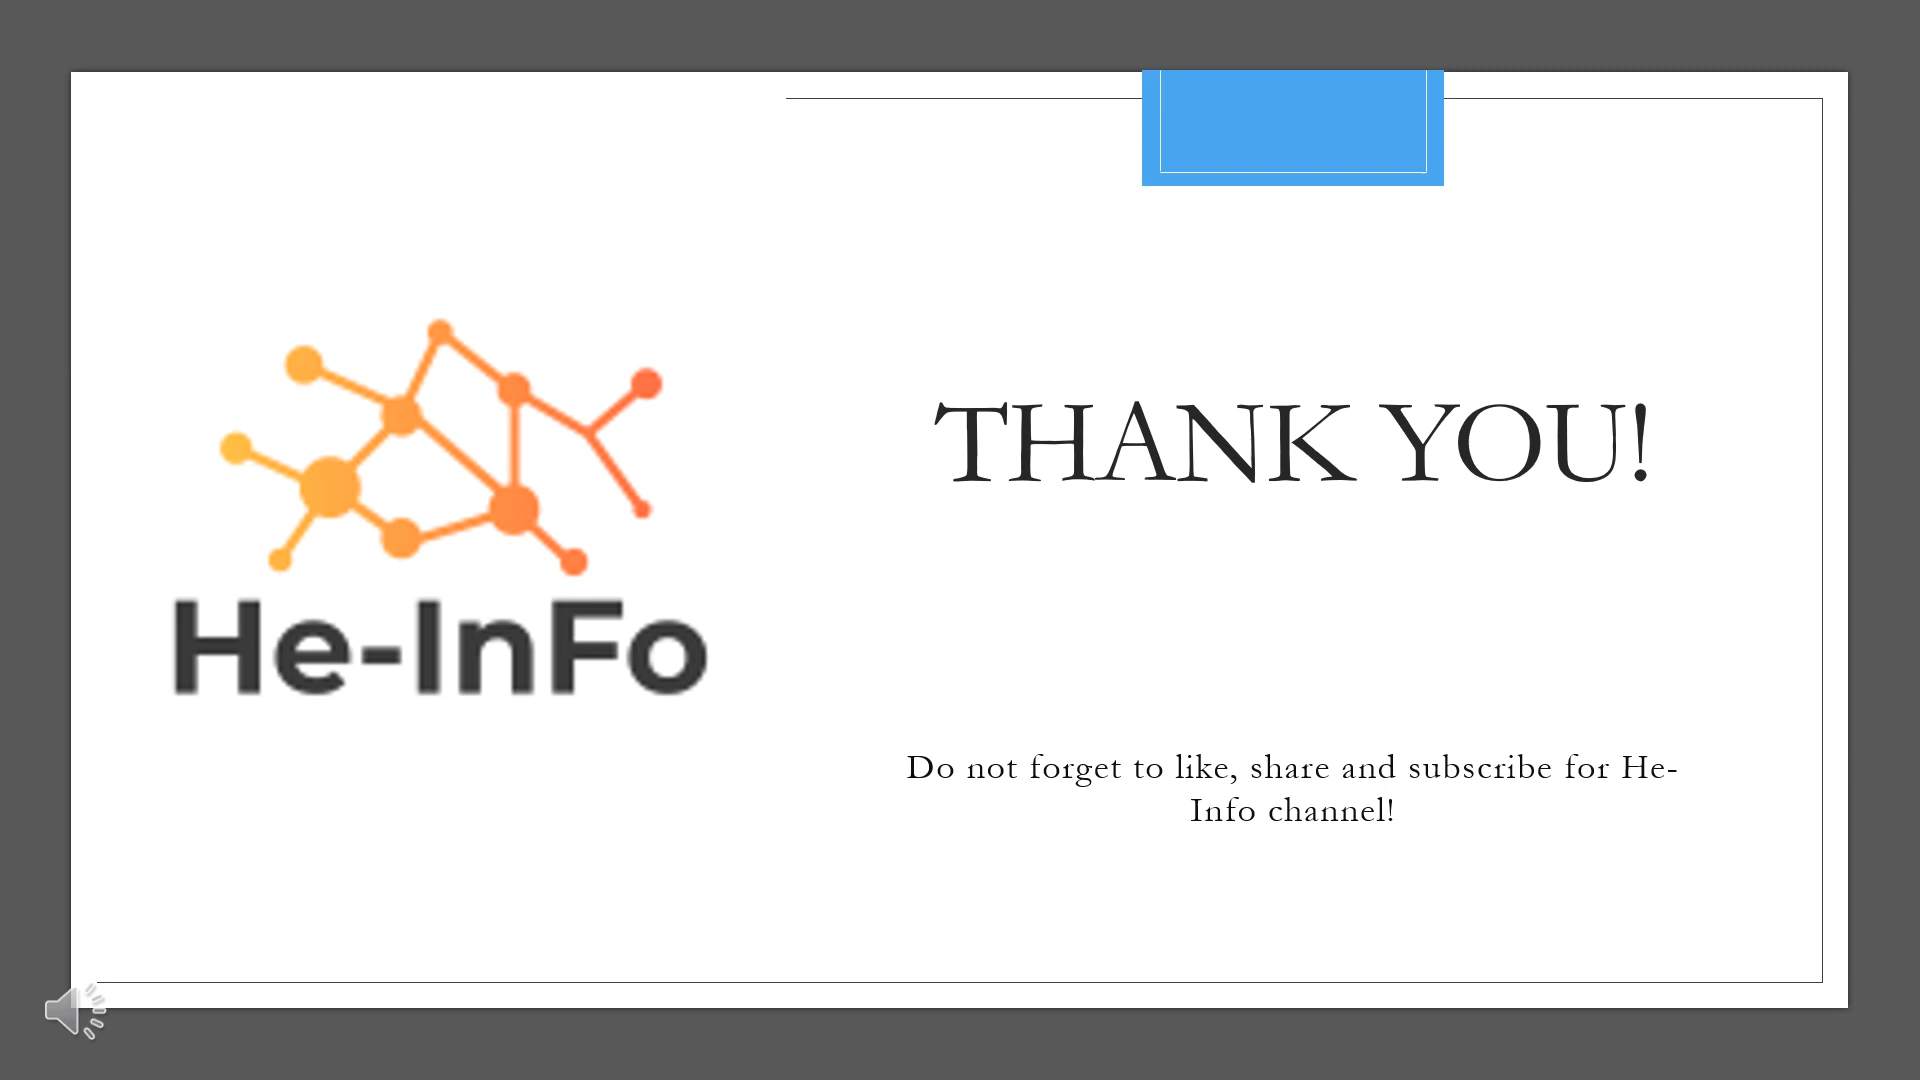 He-InFo
THANK YOU!
Do not forget to like, share and subscribe for He-
Info channel!